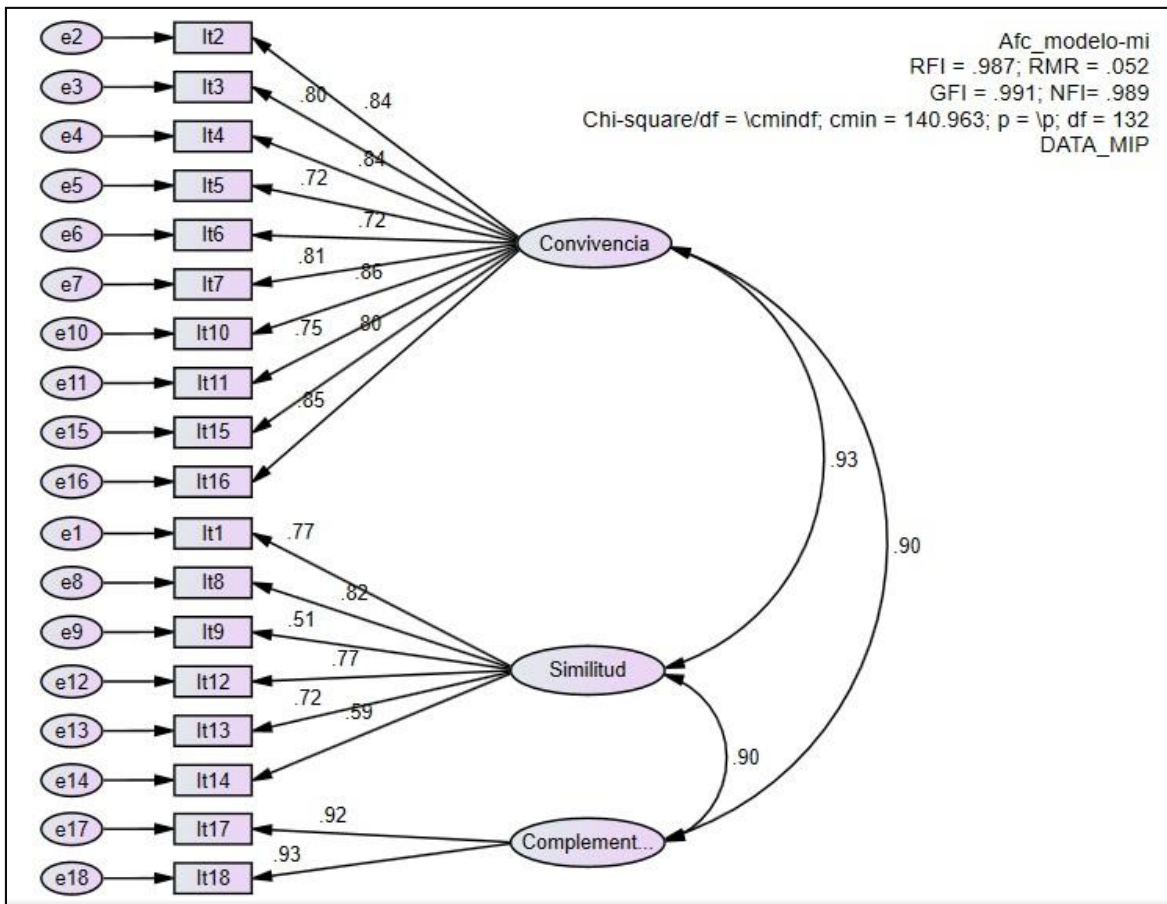 Afc_modelo-mi
RFI = .987; RMR = .052
GFI = .991; NFI= .989
Chi-square/df = \cmindf; cmin = 140.963; p = \p; df = 132
DATA_MIP
e2 It2
.84
e3 It3
.80
e4 It4
.84
e5 It5
.72
e6 It6
.72
Convivencia
e7 It7
.81
.86
e10 It10
.75
.80
e11 It11
e15 It15
.85
e16 It16
.93
.90
e1 It1
.77
e8 It8
.82
e9 It9
.51
e12 It12
.77
Similitud
e13 It13
.72
.59
e14 It14
.90
e17 It17
.92
Complement...
e18 It18
.93